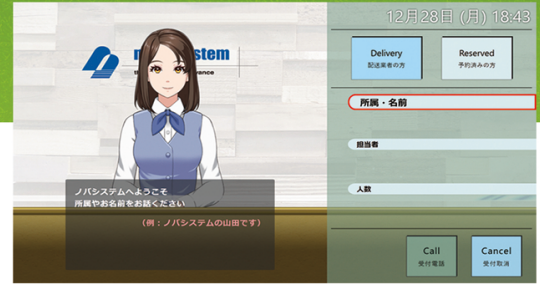 12月28日 (月) 18:43
Delivery
配送業者の方
Reserved
予約済みの方
所属・名前
担当者
人数
stem
ノバシステムへようこそ
所属やお名前をお話ください
(例：ノバシステムの山田です)
Call
受付電話
Cancel
受付取消